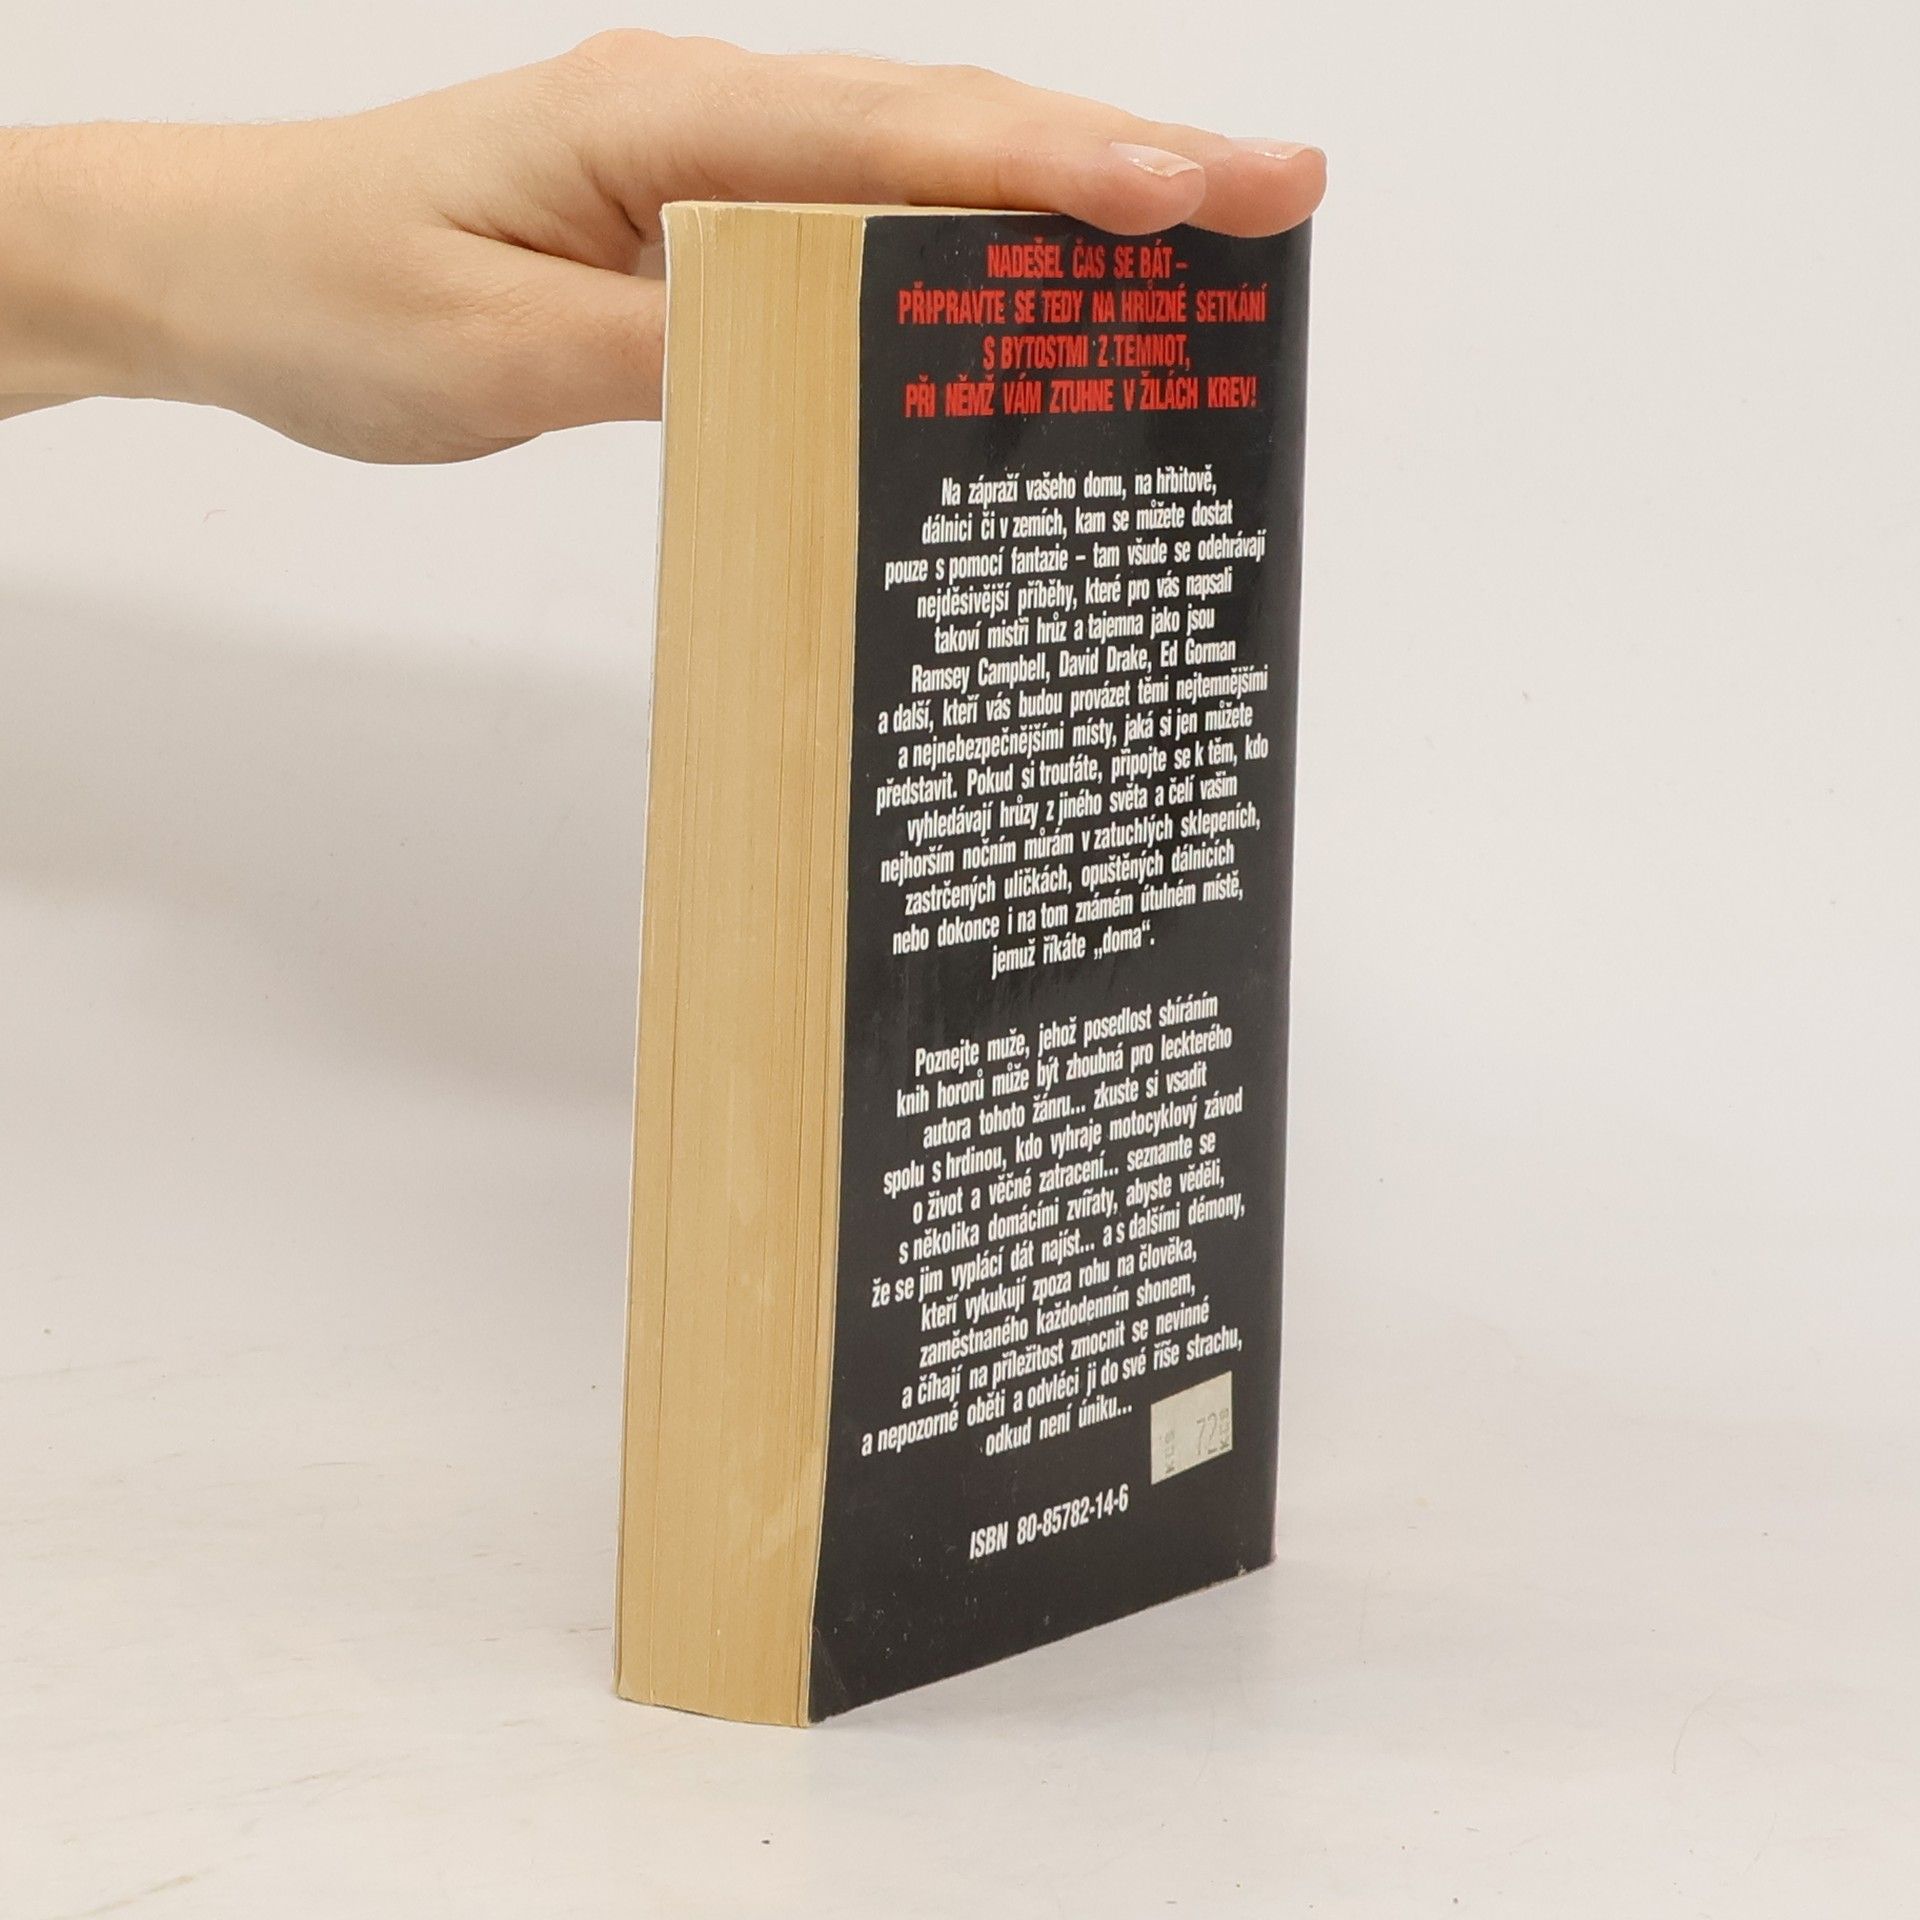 NADEŠEL ČAS SE BÁT –
PŘIPRAVTE SE TEDY NA HRŮZNÉ SETKÁNÍ
S BYTOSTMI Z TEMNOT,
PŘI NĚMŽ VÁM ZTUHNE V ŽILÁCH KREV!
Na zápraží vašeho domu, na hřbitově,
dálnici či v zemích, kam se můžete dostat
pouze s pomocí fantazie – tam všude se odehrávají
nejděsivější příběhy, které pro vás napsali
takoví mistři hrůz a tajemna jako jsou
Ramsey Campbell, David Drake, Ed Gorman
a další, kteří vás budou provázet těmi nejtemnějšími
a nejnebezpečnějšími místy, jaká si jen můžete
představit. Pokud si troufáte, připojte se k těm, kdo
vyhledávají hrůzy z jiného světa a čelí vašim
nejhorším nočním můrám v zatuchlých sklepeních,
zastrčených uličkách, opuštěných dálnicích
nebo dokonce i na tom známém útulném místě,
jemuž říkáte „doma“.
Poznejte muže, jehož posedlost sbíráním
knih hororů může být zhoubná pro leckterého
autora tohoto žánru... zkuste si vsadit
spolu s hrdinou, kdo vyhraje motocyklový závod
o život a věčné zatracení... seznamte se
s několika domácími zvířaty, abyste věděli,
že se jim vyplácí dát najíst... a s dalšími démony,
kteří vykukují zpoza rohu na člověka,
zaměstnaného každodenním shonem,
a číhají na příležitost zmocnit se nevinné
a nepozorné oběti a odvléci ji do své říše strachu,
odkud není úniku...
72
ISBN 80-85782-14-6